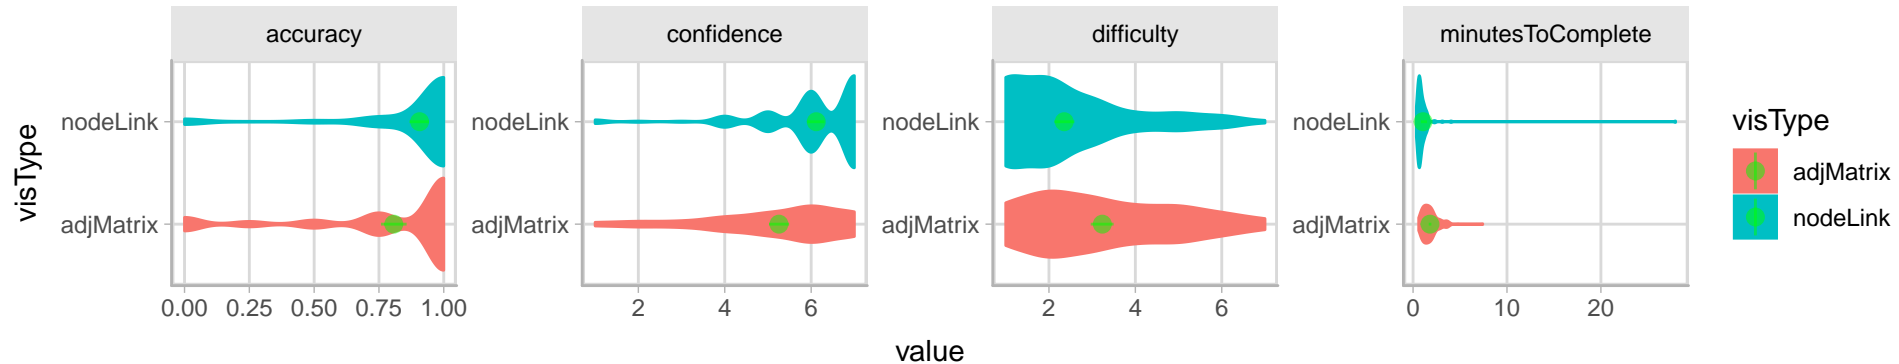 accuracy
confidence
difficulty
minutesToComplete
visType
nodeLink
adjMatrix
nodeLink
adjMatrix
nodeLink
adjMatrix
nodeLink
adjMatrix
0.00 0.25 0.50 0.75 1.00
2 4 6
2 4 6
0 10 20
value
visType
adjMatrix
nodeLink